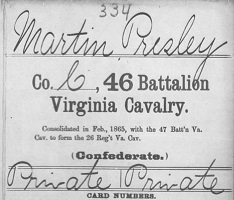 334
Martin Presley
Co. C, 46 Battalion
Virginia Cavalry.
Consolidated in Feb., 1865, with the 47 Batt'n Va.
Cav. to form the 26 Reg't Va. Cav.
(Confederate.)
Private | Private
CARD NUMBERS.